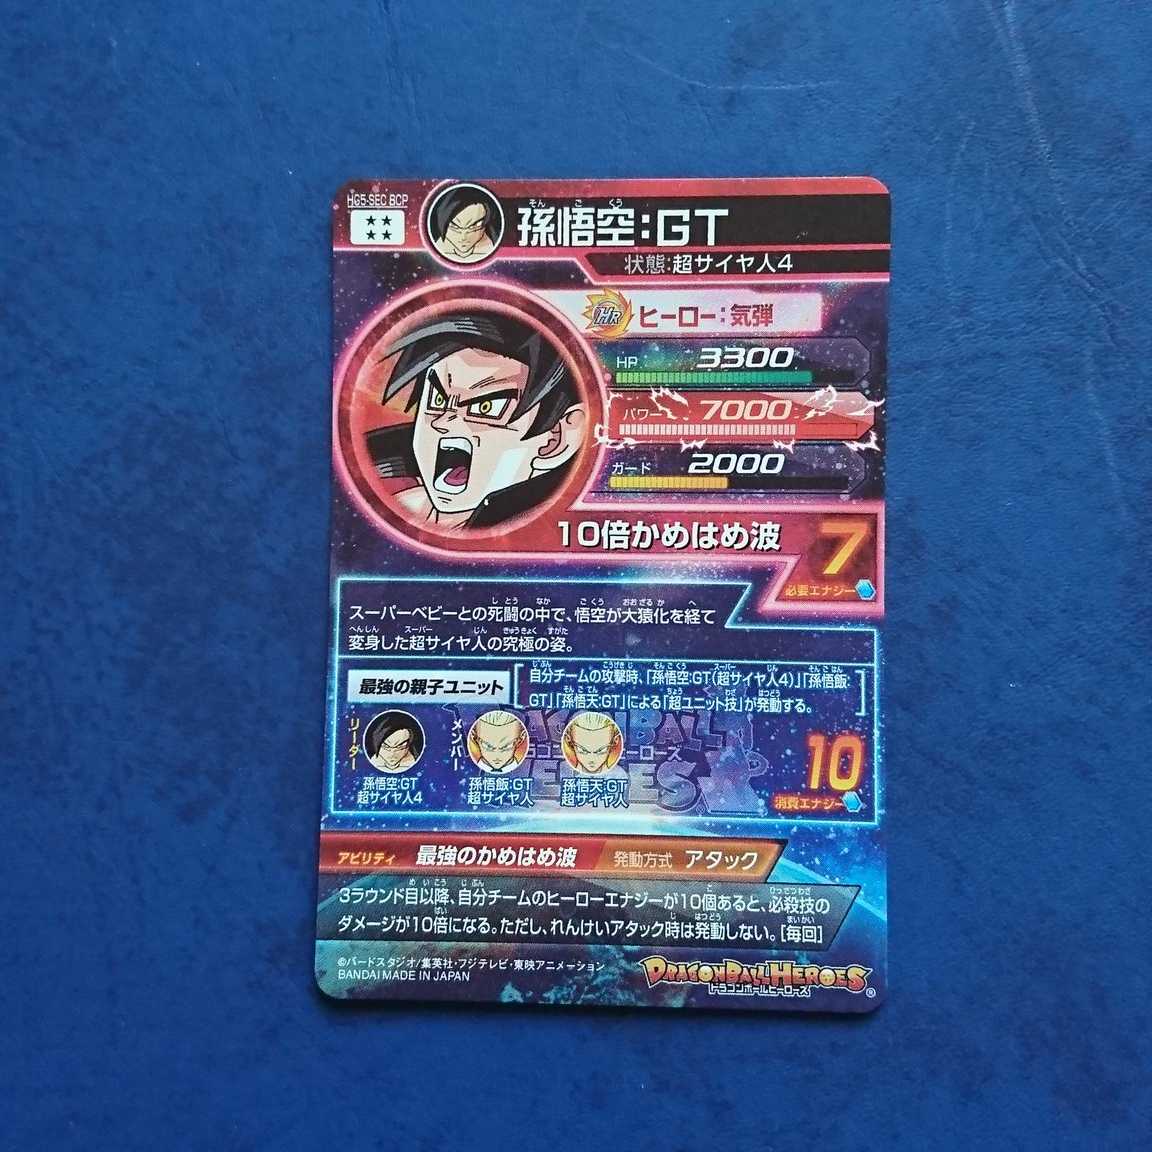 HG5-SEC BCP
★★
★★
孫悟空:GT
そん ご くう
状態:超サイヤ人4
HR ヒーロー:気弾
HP 3300
パワー 7000
ガード 2000
10倍かめはめ波
7
必要エナジー
スーパーベビーとの死闘の中で、悟空が大猿化を経て
変身した超サイヤ人の究極の姿。
最強の親子ユニット
自分チームの攻撃時、「孫悟空:GT(超サイヤ人4)」「孫悟飯:
GT」「孫悟天:GT」による「超ユニット技」が発動する。
リーダー
孫悟空:GT
超サイヤ人4
メンバー
孫悟飯:GT
超サイヤ人
孫悟天:GT
超サイヤ人
10
消費エナジー
アビリティ 最強のかめはめ波 発動方式 アタック
3ラウンド目以降、自分チームのヒーローエナジーが10個あると、必殺技の
ダメージが10倍になる。ただし、れんけいアタック時は発動しない。[毎回]
©バードスタジオ/集英社・フジテレビ・東映アニメーション
BANDAI MADE IN JAPAN
DRAGONBALL HEROES
ドラゴンボールヒーローズ